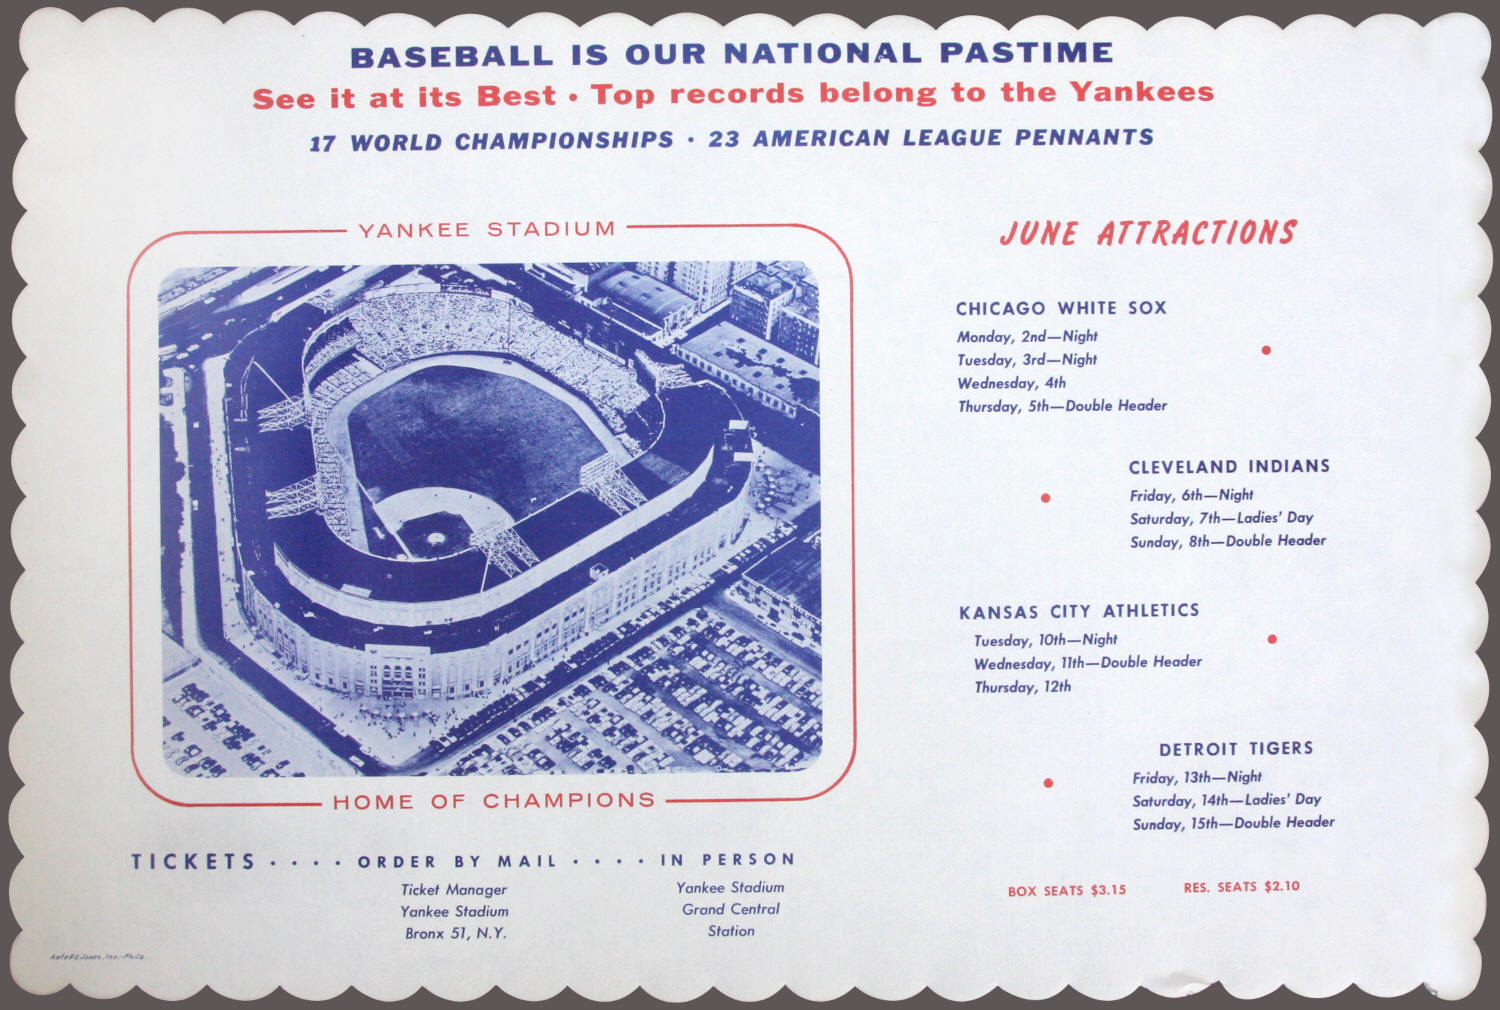 BASEBALL IS OUR NATIONAL PASTIME
See it at its Best • Top records belong to the Yankees
17 WORLD CHAMPIONSHIPS • 23 AMERICAN LEAGUE PENNANTS
YANKEE STADIUM
HOME OF CHAMPIONS
TICKETS . . . . ORDER BY MAIL . . . . IN PERSON
Ticket Manager
Yankee Stadium
Bronx 51, N.Y.
Yankee Stadium
Grand Central
Station
JUNE ATTRACTIONS
CHICAGO WHITE SOX
Monday, 2nd—Night
Tuesday, 3rd—Night
Wednesday, 4th
Thursday, 5th—Double Header
CLEVELAND INDIANS
Friday, 6th—Night
Saturday, 7th—Ladies' Day
Sunday, 8th—Double Header
KANSAS CITY ATHLETICS
Tuesday, 10th—Night
Wednesday, 11th—Double Header
Thursday, 12th
DETROIT TIGERS
Friday, 13th—Night
Saturday, 14th—Ladies' Day
Sunday, 15th—Double Header
BOX SEATS $3.15
RES. SEATS $2.10
Jones, Inc.-Phila.